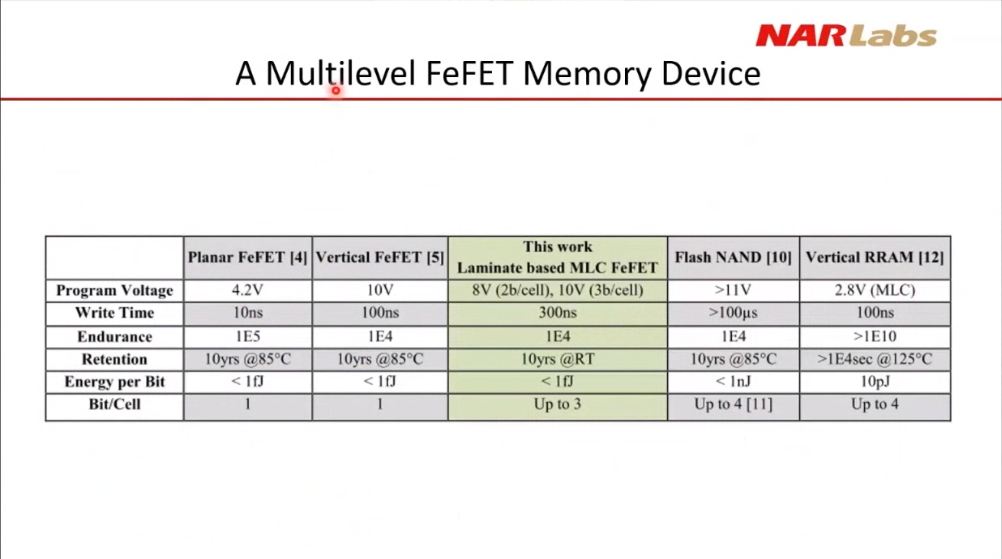 NARLabs
A Multilevel FeFET Memory Device
Planar FeFET [4] Vertical FeFET [5] This work Laminate based MLC FeFET Flash NAND [10] Vertical RRAM [12]
Program Voltage 4.2V 10V 8V (2b/cell), 10V (3b/cell) >11V 2.8V (MLC)
Write Time 10ns 100ns 300ns >100μs 100ns
Endurance 1E5 1E4 1E4 1E4 >1E10
Retention 10yrs @85°C 10yrs @85°C 10yrs @RT 10yrs @85°C >1E4sec @125°C
Energy per Bit < 1fJ < 1fJ < 1fJ < 1nJ 10pJ
Bit/Cell 1 1 Up to 3 Up to 4 [11] Up to 4